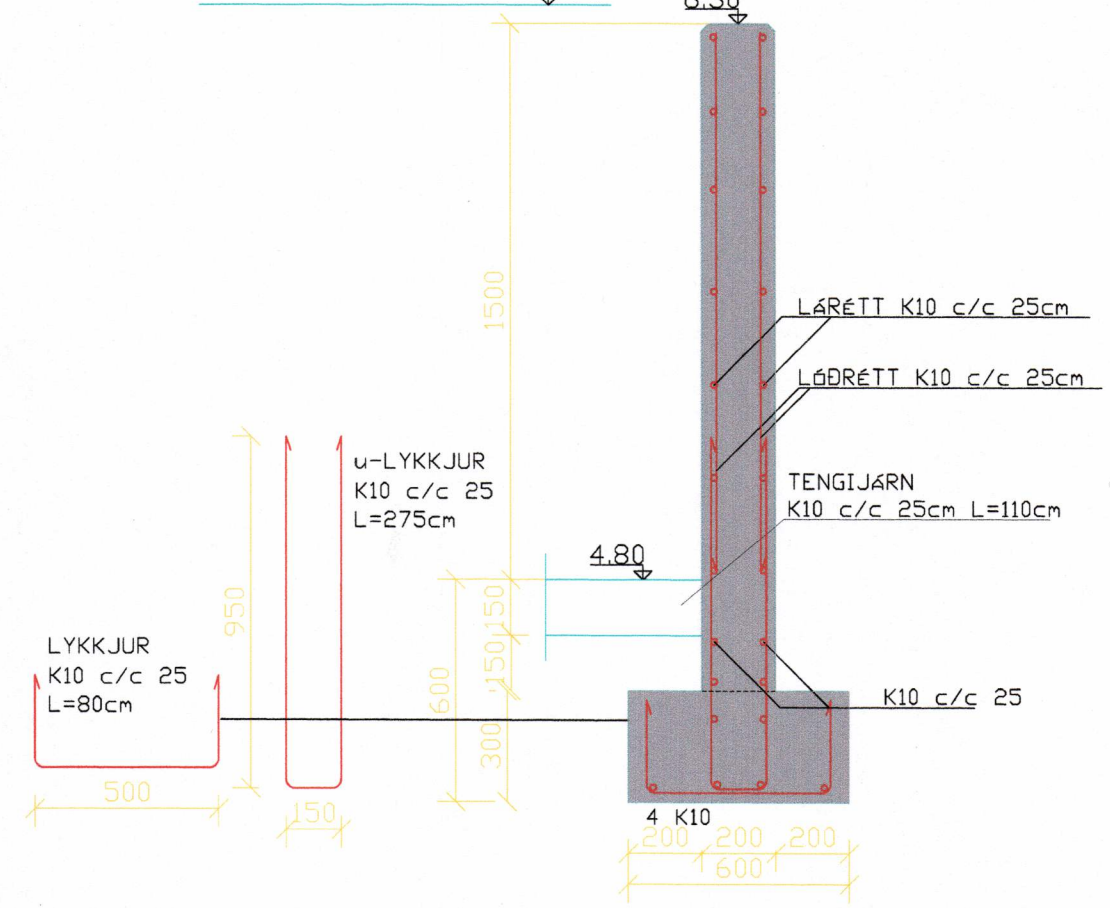 1500
LÁRÉTT K10 c/c 25cm
LÓÐRÉTT K10 c/c 25cm
u-LYKKJUR
K10 c/c 25
L=275cm
TENGIJÁRN
K10 c/c 25cm L=110cm
4.80
950
150
150
600
300
LYKKJUR
K10 c/c 25
L=80cm
K10 c/c 25
500
150
4 K10
200 200 200
600